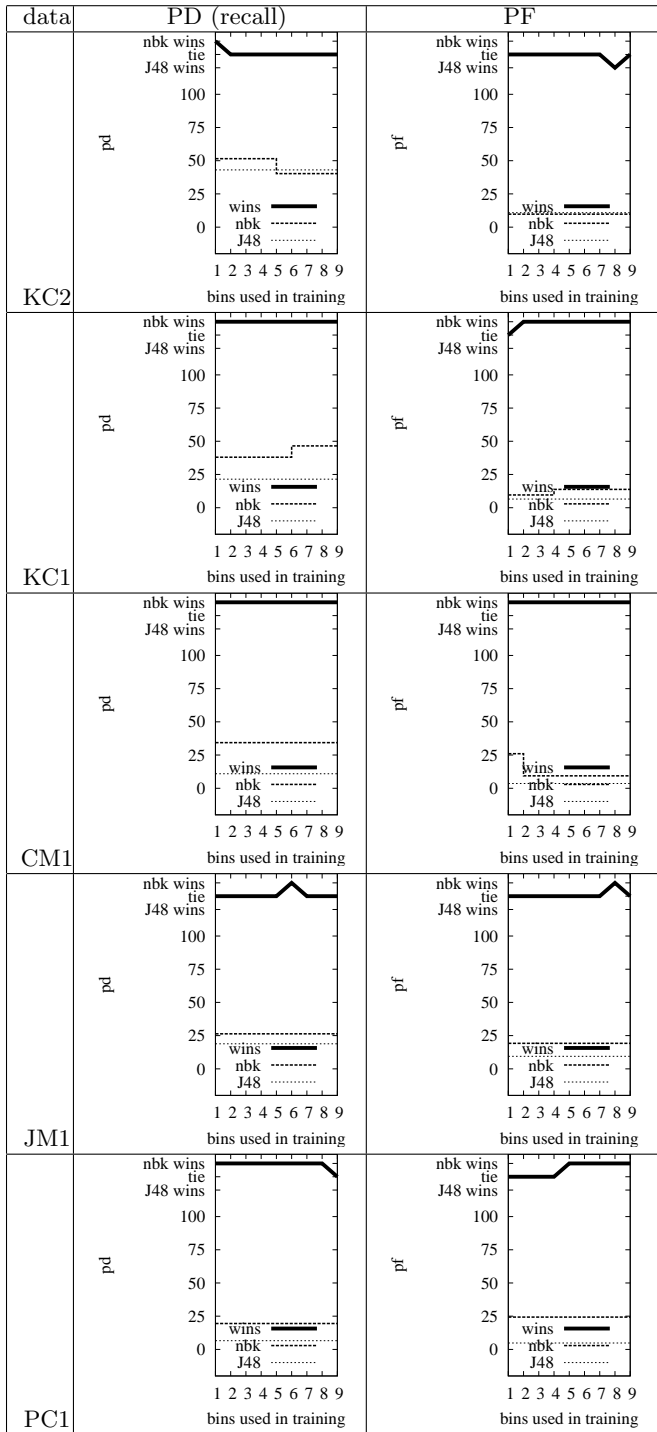 data PD (recall) PF
nbk wins
tie
J48 wins
100
75
50
25
0
pd
wins
nbk
J48
1 2 3 4 5 6 7 8 9
bins used in training
nbk wins
tie
J48 wins
100
75
50
25
0
pf
wins
nbk
J48
1 2 3 4 5 6 7 8 9
bins used in training
KC2
nbk wins
tie
J48 wins
100
75
50
25
0
pd
wins
nbk
J48
1 2 3 4 5 6 7 8 9
bins used in training
nbk wins
tie
J48 wins
100
75
50
25
0
pf
wins
nbk
J48
1 2 3 4 5 6 7 8 9
bins used in training
KC1
nbk wins
tie
J48 wins
100
75
50
25
0
pd
wins
nbk
J48
1 2 3 4 5 6 7 8 9
bins used in training
nbk wins
tie
J48 wins
100
75
50
25
0
pf
wins
nbk
J48
1 2 3 4 5 6 7 8 9
bins used in training
CM1
nbk wins
tie
J48 wins
100
75
50
25
0
pd
wins
nbk
J48
1 2 3 4 5 6 7 8 9
bins used in training
nbk wins
tie
J48 wins
100
75
50
25
0
pf
wins
nbk
J48
1 2 3 4 5 6 7 8 9
bins used in training
JM1
nbk wins
tie
J48 wins
100
75
50
25
0
pd
wins
nbk
J48
1 2 3 4 5 6 7 8 9
bins used in training
nbk wins
tie
J48 wins
100
75
50
25
0
pf
wins
nbk
J48
1 2 3 4 5 6 7 8 9
bins used in training
PC1